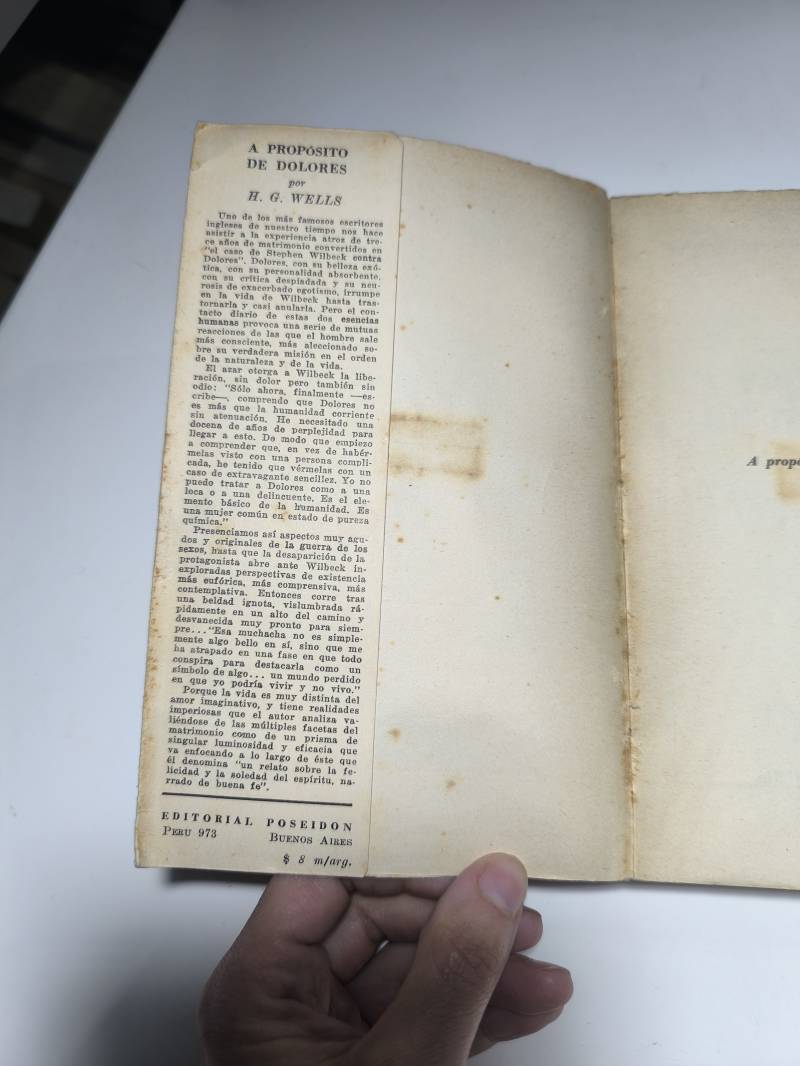 A PROPÓSITO
DE DOLORES
por
H. G. WELLS
Uno de los más famosos escritores
ingleses de nuestro tiempo nos hace
asistir a la experiencia atroz de tre-
ce años de matrimonio convertidos en
"el caso de Stephen Wilbeck contra
Dolores". Dolores, con su belleza exó-
tica, con su personalidad absorbente,
con su crítica despiadada y su neu-
rosis de exacerbado egotismo, irrumpe
en la vida de Wilbeck hasta tras-
tornarla y casi anularla. Pero el con-
tacto diario de estas dos esencias
humanas provoca una serie de mutuas
reacciones de las que el hombre sale
más consciente, más aleccionado so-
bre su verdadera misión en el orden
de la naturaleza y de la vida.
El azar otorga a Wilbeck la libe-
ración, sin dolor pero también sin
odio: "Sólo ahora, finalmente —es-
cribe—, comprendo que Dolores no
es más que la humanidad corriente
sin atenuación. He necesitado una
docena de años de perplejidad para
llegar a esto. De modo que empiezo
a comprender que, en vez de habér-
melas visto con una persona compli-
cada, he tenido que vérmelas con un
caso de extravagante sencillez. Yo no
puedo tratar a Dolores como a una
loca o a una delincuente. Es el ele-
mento básico de la humanidad. Es
una mujer común en estado de pureza
química."
Presenciamos así aspectos muy agu-
dos y originales de la guerra de los
sexos, hasta que la desaparición de la
protagonista abre ante Wilbeck in-
exploradas perspectivas de existencia
más eufórica, más comprensiva, más
contemplativa. Entonces corre tras
una beldad ignota, vislumbrada rá-
pidamente en un alto del camino y
desvanecida muy pronto para siem-
pre... "Esa muchacha no es simple-
mente algo bello en sí, sino que me
ha atrapado en una fase en que todo
conspira para destacarla como un
símbolo de algo... un mundo perdido
en que yo podría vivir y no vivo."
Porque la vida es muy distinta del
amor imaginativo, y tiene realidades
imperiosas que el autor analiza va-
liéndose de las múltiples facetas del
matrimonio como de un prisma de
singular luminosidad y eficacia que
va enfocando a lo largo de éste que
él denomina "un relato sobre la fe-
licidad y la soledad del espíritu, na-
rrado de buena fe".
EDITORIAL POSEIDON
PERU 973 BUENOS AIRES
$ 8 m/arg.
A propó